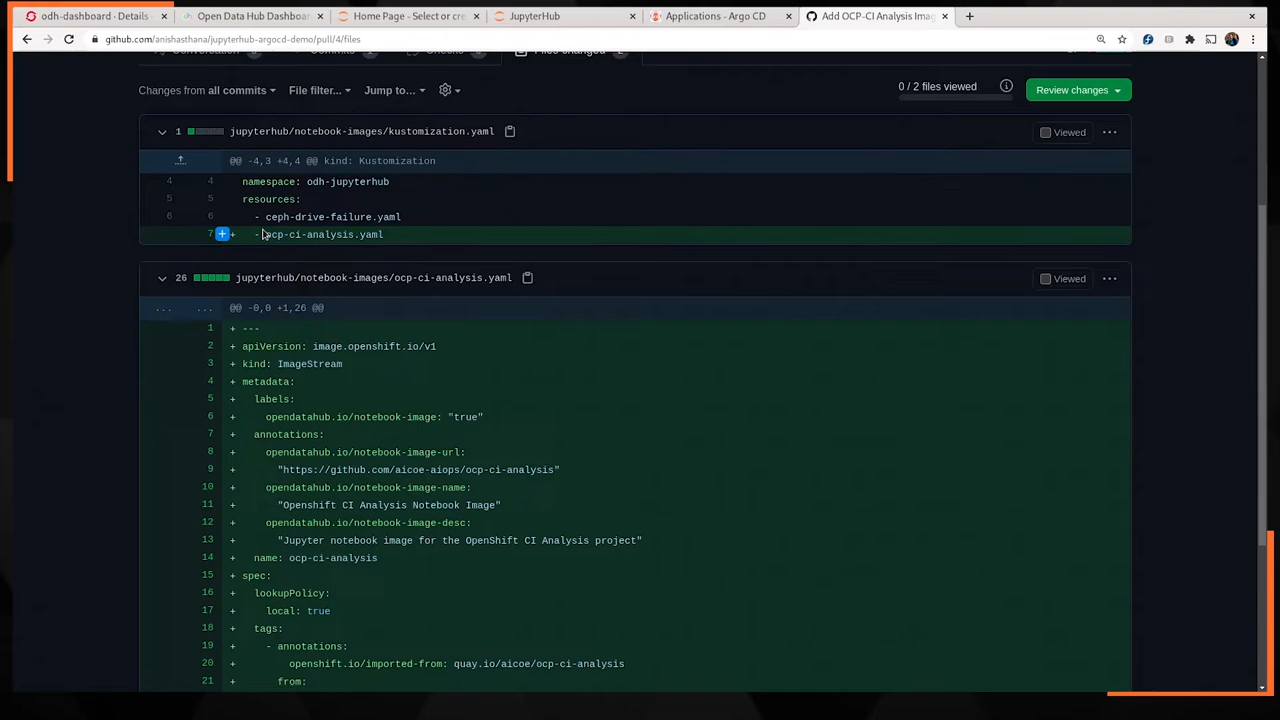 odh-dashboard · Details
Open Data Hub Dashboa
Home Page - Select or cre
JupyterHub
Applications - Argo CD
Add OCP-CI Analysis Imag
github.com/anishasthana/jupyterhub-argocd-demo/pull/4/files
Conversation
Commits
Checks
Files changed
Changes from all commits
File filter...
Jump to...
0 / 2 files viewed
Review changes
1 jupyterhub/notebook-images/kustomization.yaml
Viewed
@@ -4,3 +4,4 @@ kind: Kustomization
4 4 namespace: odh-jupyterhub
5 5 resources:
6 6 - ceph-drive-failure.yaml
7 + - ocp-ci-analysis.yaml
26 jupyterhub/notebook-images/ocp-ci-analysis.yaml
Viewed
... ... @@ -0,0 +1,26 @@
1 + ---
2 + apiVersion: image.openshift.io/v1
3 + kind: ImageStream
4 + metadata:
5 + labels:
6 + opendatahub.io/notebook-image: "true"
7 + annotations:
8 + opendatahub.io/notebook-image-url:
9 + "https://github.com/aicoe-aiops/ocp-ci-analysis"
10 + opendatahub.io/notebook-image-name:
11 + "Openshift CI Analysis Notebook Image"
12 + opendatahub.io/notebook-image-desc:
13 + "Jupyter notebook image for the OpenShift CI Analysis project"
14 + name: ocp-ci-analysis
15 + spec:
16 + lookupPolicy:
17 + local: true
18 + tags:
19 + - annotations:
20 + openshift.io/imported-from: quay.io/aicoe/ocp-ci-analysis
21 + from: